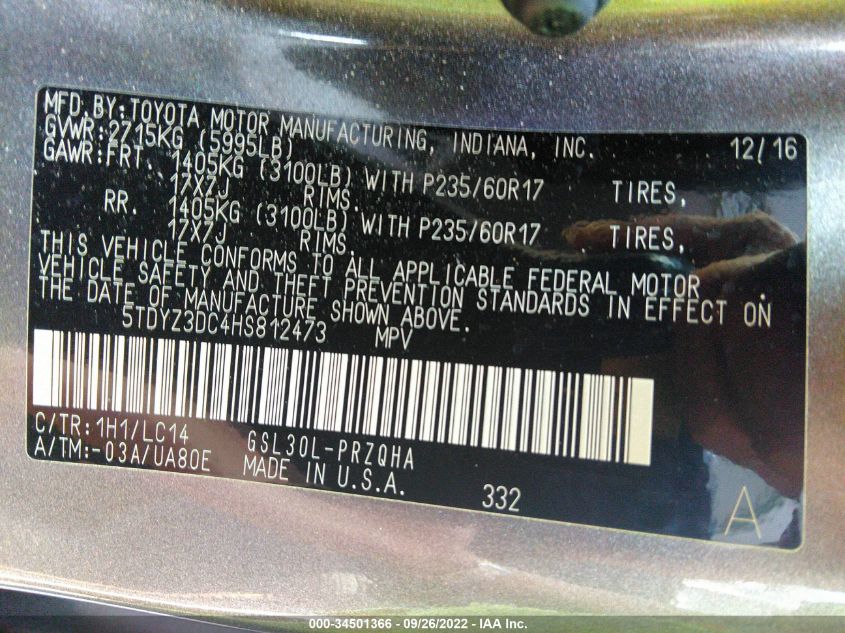 MFD. BY: TOYOTA MOTOR MANUFACTURING, INDIANA, INC. 12/16
GVWR: 2715KG (5995LB)
GAWR: FRT. 1405KG (3100LB) WITH P235/60R17 TIRES,
17X7J RIMS.
RR. 1405KG (3100LB) WITH P235/60R17 TIRES,
17X7J RIMS.
THIS VEHICLE CONFORMS TO ALL APPLICABLE FEDERAL MOTOR
VEHICLE SAFETY AND THEFT PREVENTION STANDARDS IN EFFECT ON
THE DATE OF MANUFACTURE SHOWN ABOVE.
5TDYZ3DC4HS812473 MPV
C/TR: 1H1/LC14 GSL30L-PRZQHA
A/TM: -03A/UA80E MADE IN U.S.A. 332
A
000-34501366 - 09/26/2022 - IAA Inc.